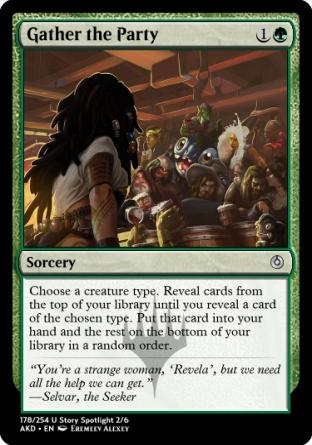 Gather the Party 1
Sorcery
Choose a creature type. Reveal cards from
the top of your library until you reveal a card
of the chosen type. Put that card into your
hand and the rest on the bottom of your
library in a random order.
“You’re a strange woman, ‘Revela’, but we need
all the help we can get.”
—Selvar, the Seeker
178/254 U Story Spotlight 2/6
AKD • EN Eremeev Alexey